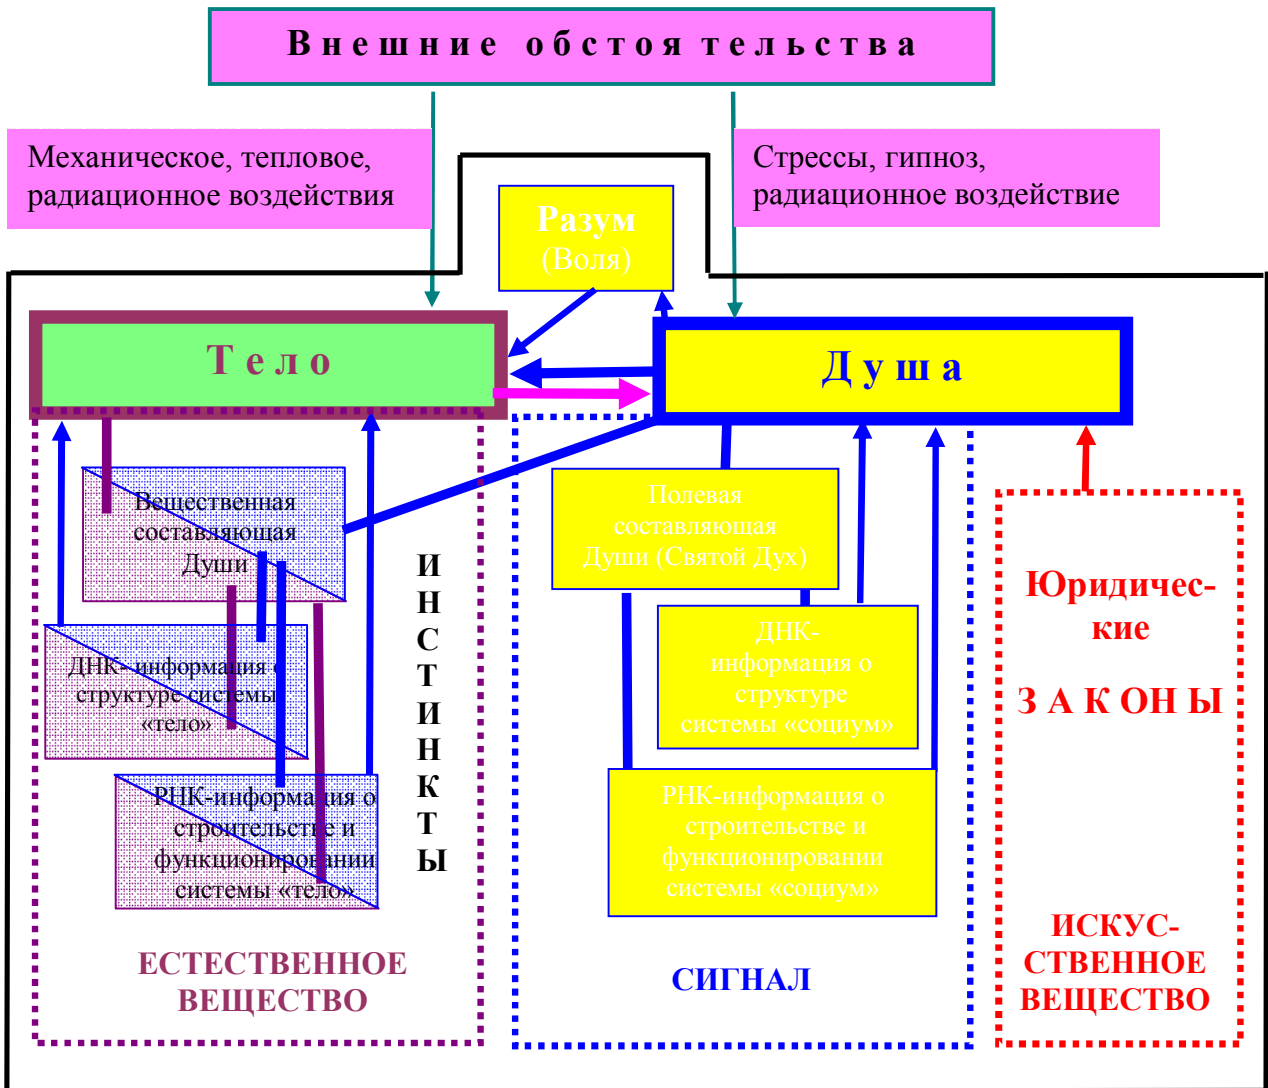 Внешние обстоятельства
Механическое, тепловое,
радиационное воздействия
Стрессы, гипноз,
радиационное воздействие
Разум
(Воля)
Тело
Душа
Вещественная
составляющая
Души
ДНК- информация о
структуре системы
«тело»
РНК-информация о
строительстве и
функционировании
системы «тело»
ИНСТИНКТЫ
ЕСТЕСТВЕННОЕ
ВЕЩЕСТВО
Полевая
составляющая
Души (Святой Дух)
ДНК-
информация о
структуре
системы «социум»
РНК-информация о
строительстве и
функционировании
системы «социум»
СИГНАЛ
Юридичес-
кие
ЗАКОНЫ
ИСКУС-
СТВЕННОЕ
ВЕЩЕСТВО